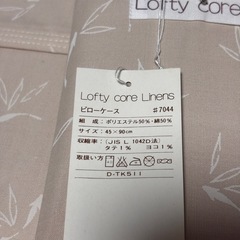 Lofty core Linens
Lofty core Linens
ピローケース #7044
組 成：ポリエステル50%・綿50%
サイズ：45×90cm
収縮率：(JIS L 1042D法)
タテ1% ヨコ1%
取扱い方
D-TK511